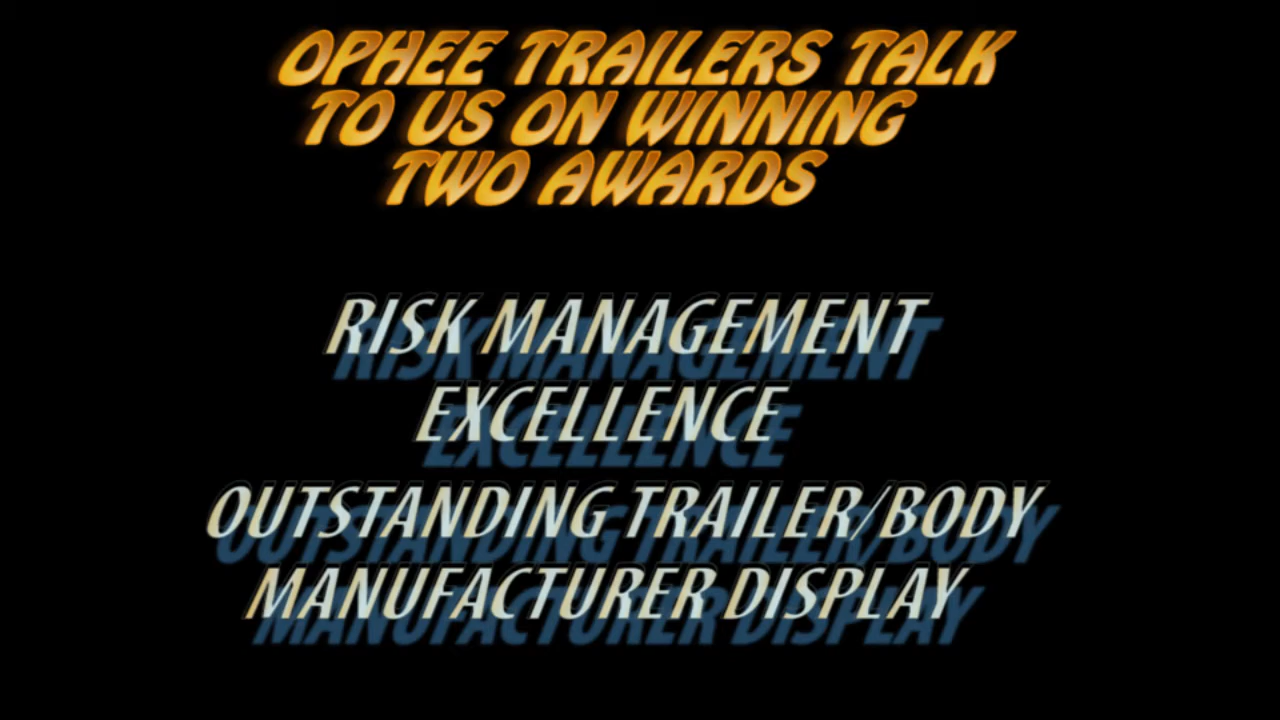 OPHEE TRAILERS TALK
TO US ON WINNING
TWO AWARDS
RISK MANAGEMENT
EXCELLENCE
OUTSTANDING TRAILER/BODY
MANUFACTURER DISPLAY